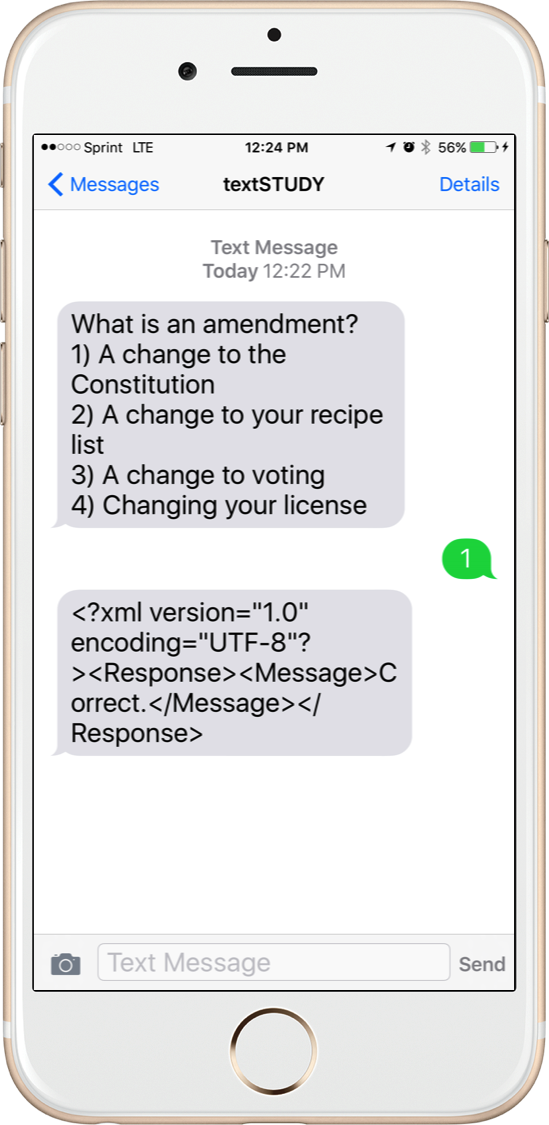 Sprint LTE 12:24 PM 56%
Messages textSTUDY Details
Text Message
Today 12:22 PM
What is an amendment?
1) A change to the
Constitution
2) A change to your recipe
list
3) A change to voting
4) Changing your license
1
<?xml version="1.0"
encoding="UTF-8"?
><Response><Message>C
orrect.</Message></
Response>
Text Message Send